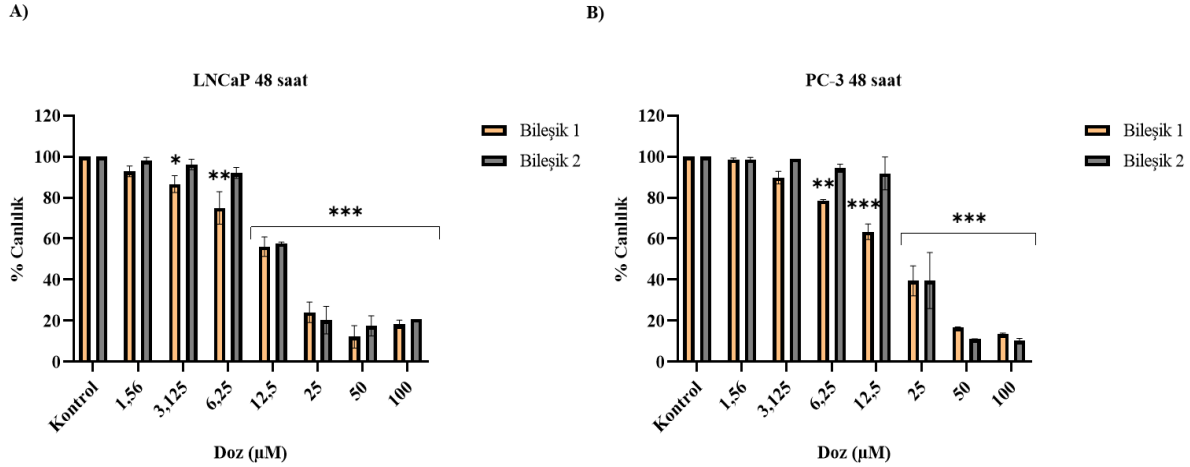 A)
LNCaP 48 saat
% Canlılık
120
100
80
60
40
20
0
*
**
***
Kontrol
1,56
3,125
6,25
12,5
25
50
100
Doz (µM)
Bileşik 1
Bileşik 2
B)
PC-3 48 saat
% Canlılık
120
100
80
60
40
20
0
**
***
***
Kontrol
1,56
3,125
6,25
12,5
25
50
100
Doz (µM)
Bileşik 1
Bileşik 2